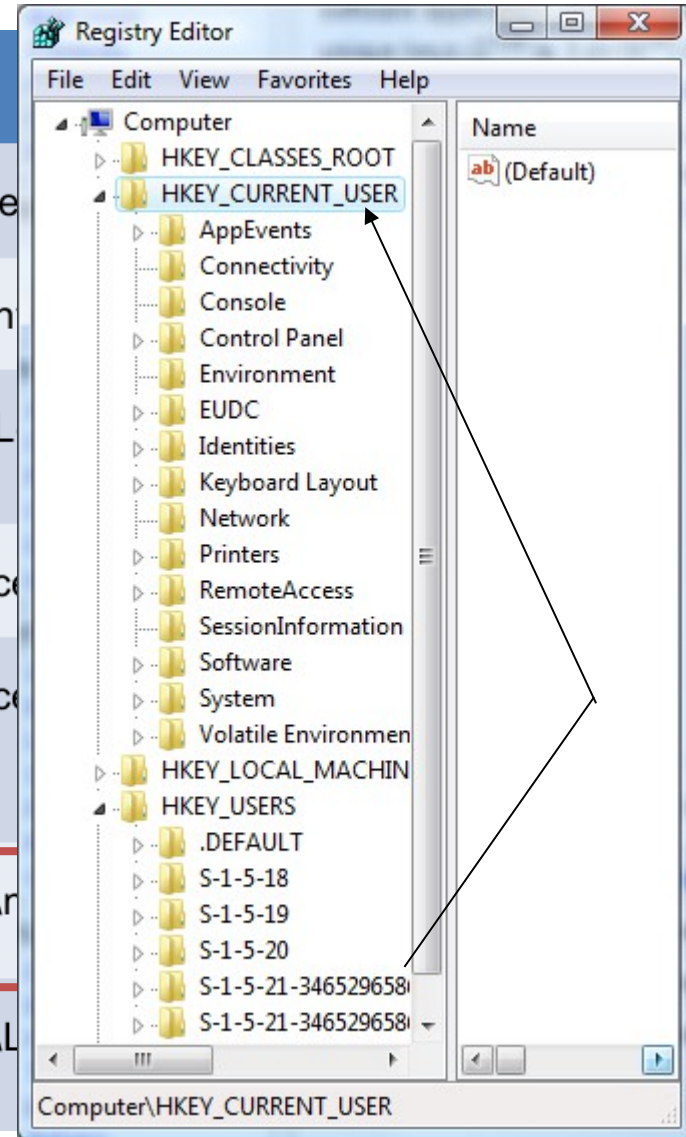 Registry Editor
File Edit View Favorites Help
Computer
HKEY_CLASSES_ROOT
HKEY_CURRENT_USER
AppEvents
Connectivity
Console
Control Panel
Environment
EUDC
Identities
Keyboard Layout
Network
Printers
RemoteAccess
SessionInformation
Software
System
Volatile Environmen
HKEY_LOCAL_MACHIN
HKEY_USERS
.DEFAULT
S-1-5-18
S-1-5-19
S-1-5-20
S-1-5-21-346529658
S-1-5-21-346529658
Name
ab (Default)
Computer\HKEY_CURRENT_USER